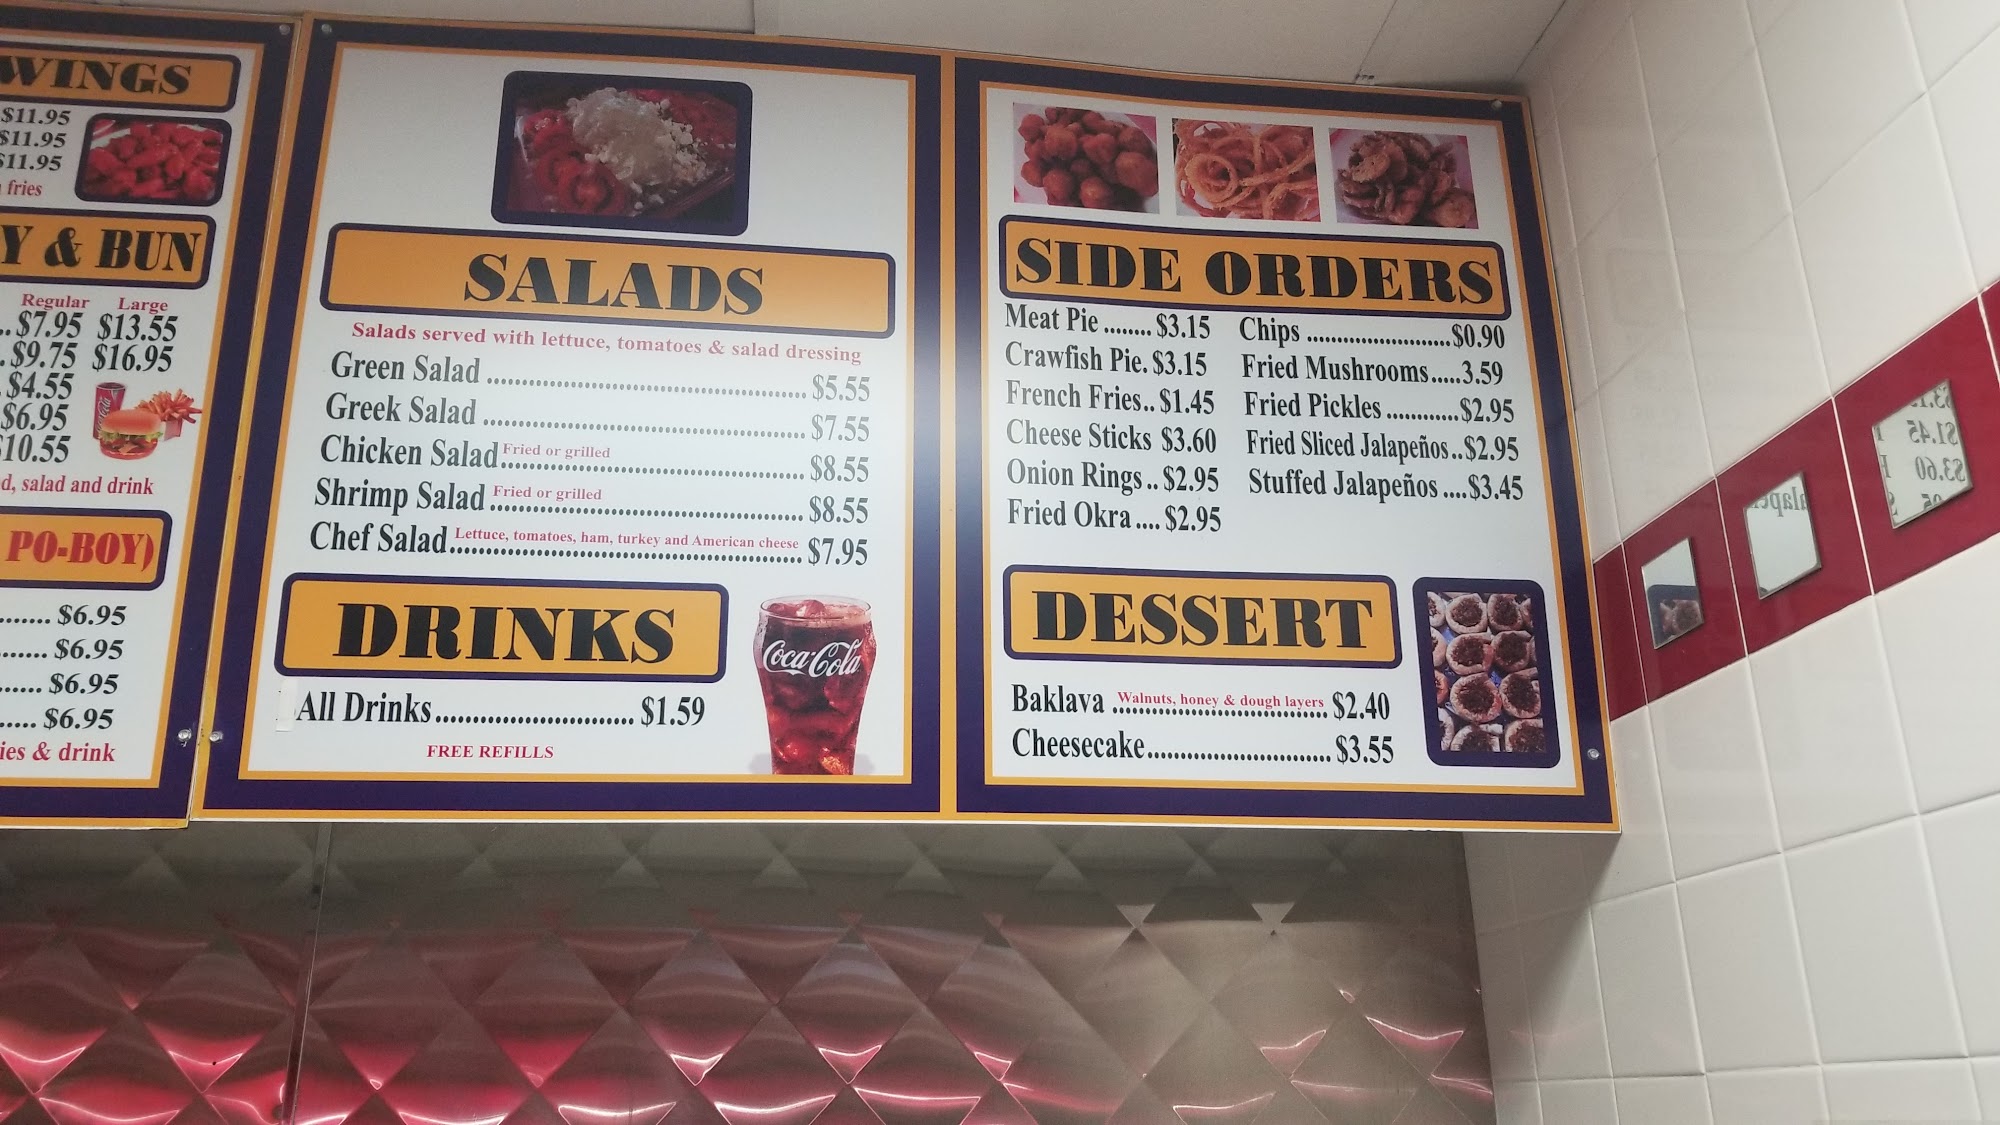 WINGS
$11.95
$11.95
$11.95
fries
Y & BUN
Regular Large
$7.95 $13.55
$9.75 $16.95
$4.55
$6.95
$10.55
d, salad and drink
PO-BOY)
........ $6.95
....... $6.95
...... $6.95
..... $6.95
ies & drink
SALADS
Salads served with lettuce, tomatoes & salad dressing
Green Salad ........ $5.55
Greek Salad ........ $7.55
Chicken Salad Fried or grilled ........ $8.55
Shrimp Salad Fried or grilled ........ $8.55
Chef Salad Lettuce, tomatoes, ham, turkey and American cheese ........ $7.95
DRINKS
All Drinks ........ $1.59
FREE REFILLS
Coca-Cola
SIDE ORDERS
Meat Pie ........ $3.15
Crawfish Pie. $3.15
French Fries.. $1.45
Cheese Sticks $3.60
Onion Rings .. $2.95
Fried Okra .... $2.95
Chips ........ $0.90
Fried Mushrooms.....3.59
Fried Pickles ............$2.95
Fried Sliced Jalapeños..$2.95
Stuffed Jalapeños ....$3.45
DESSERT
Baklava Walnuts, honey & dough layers ........ $2.40
Cheesecake........ $3.55